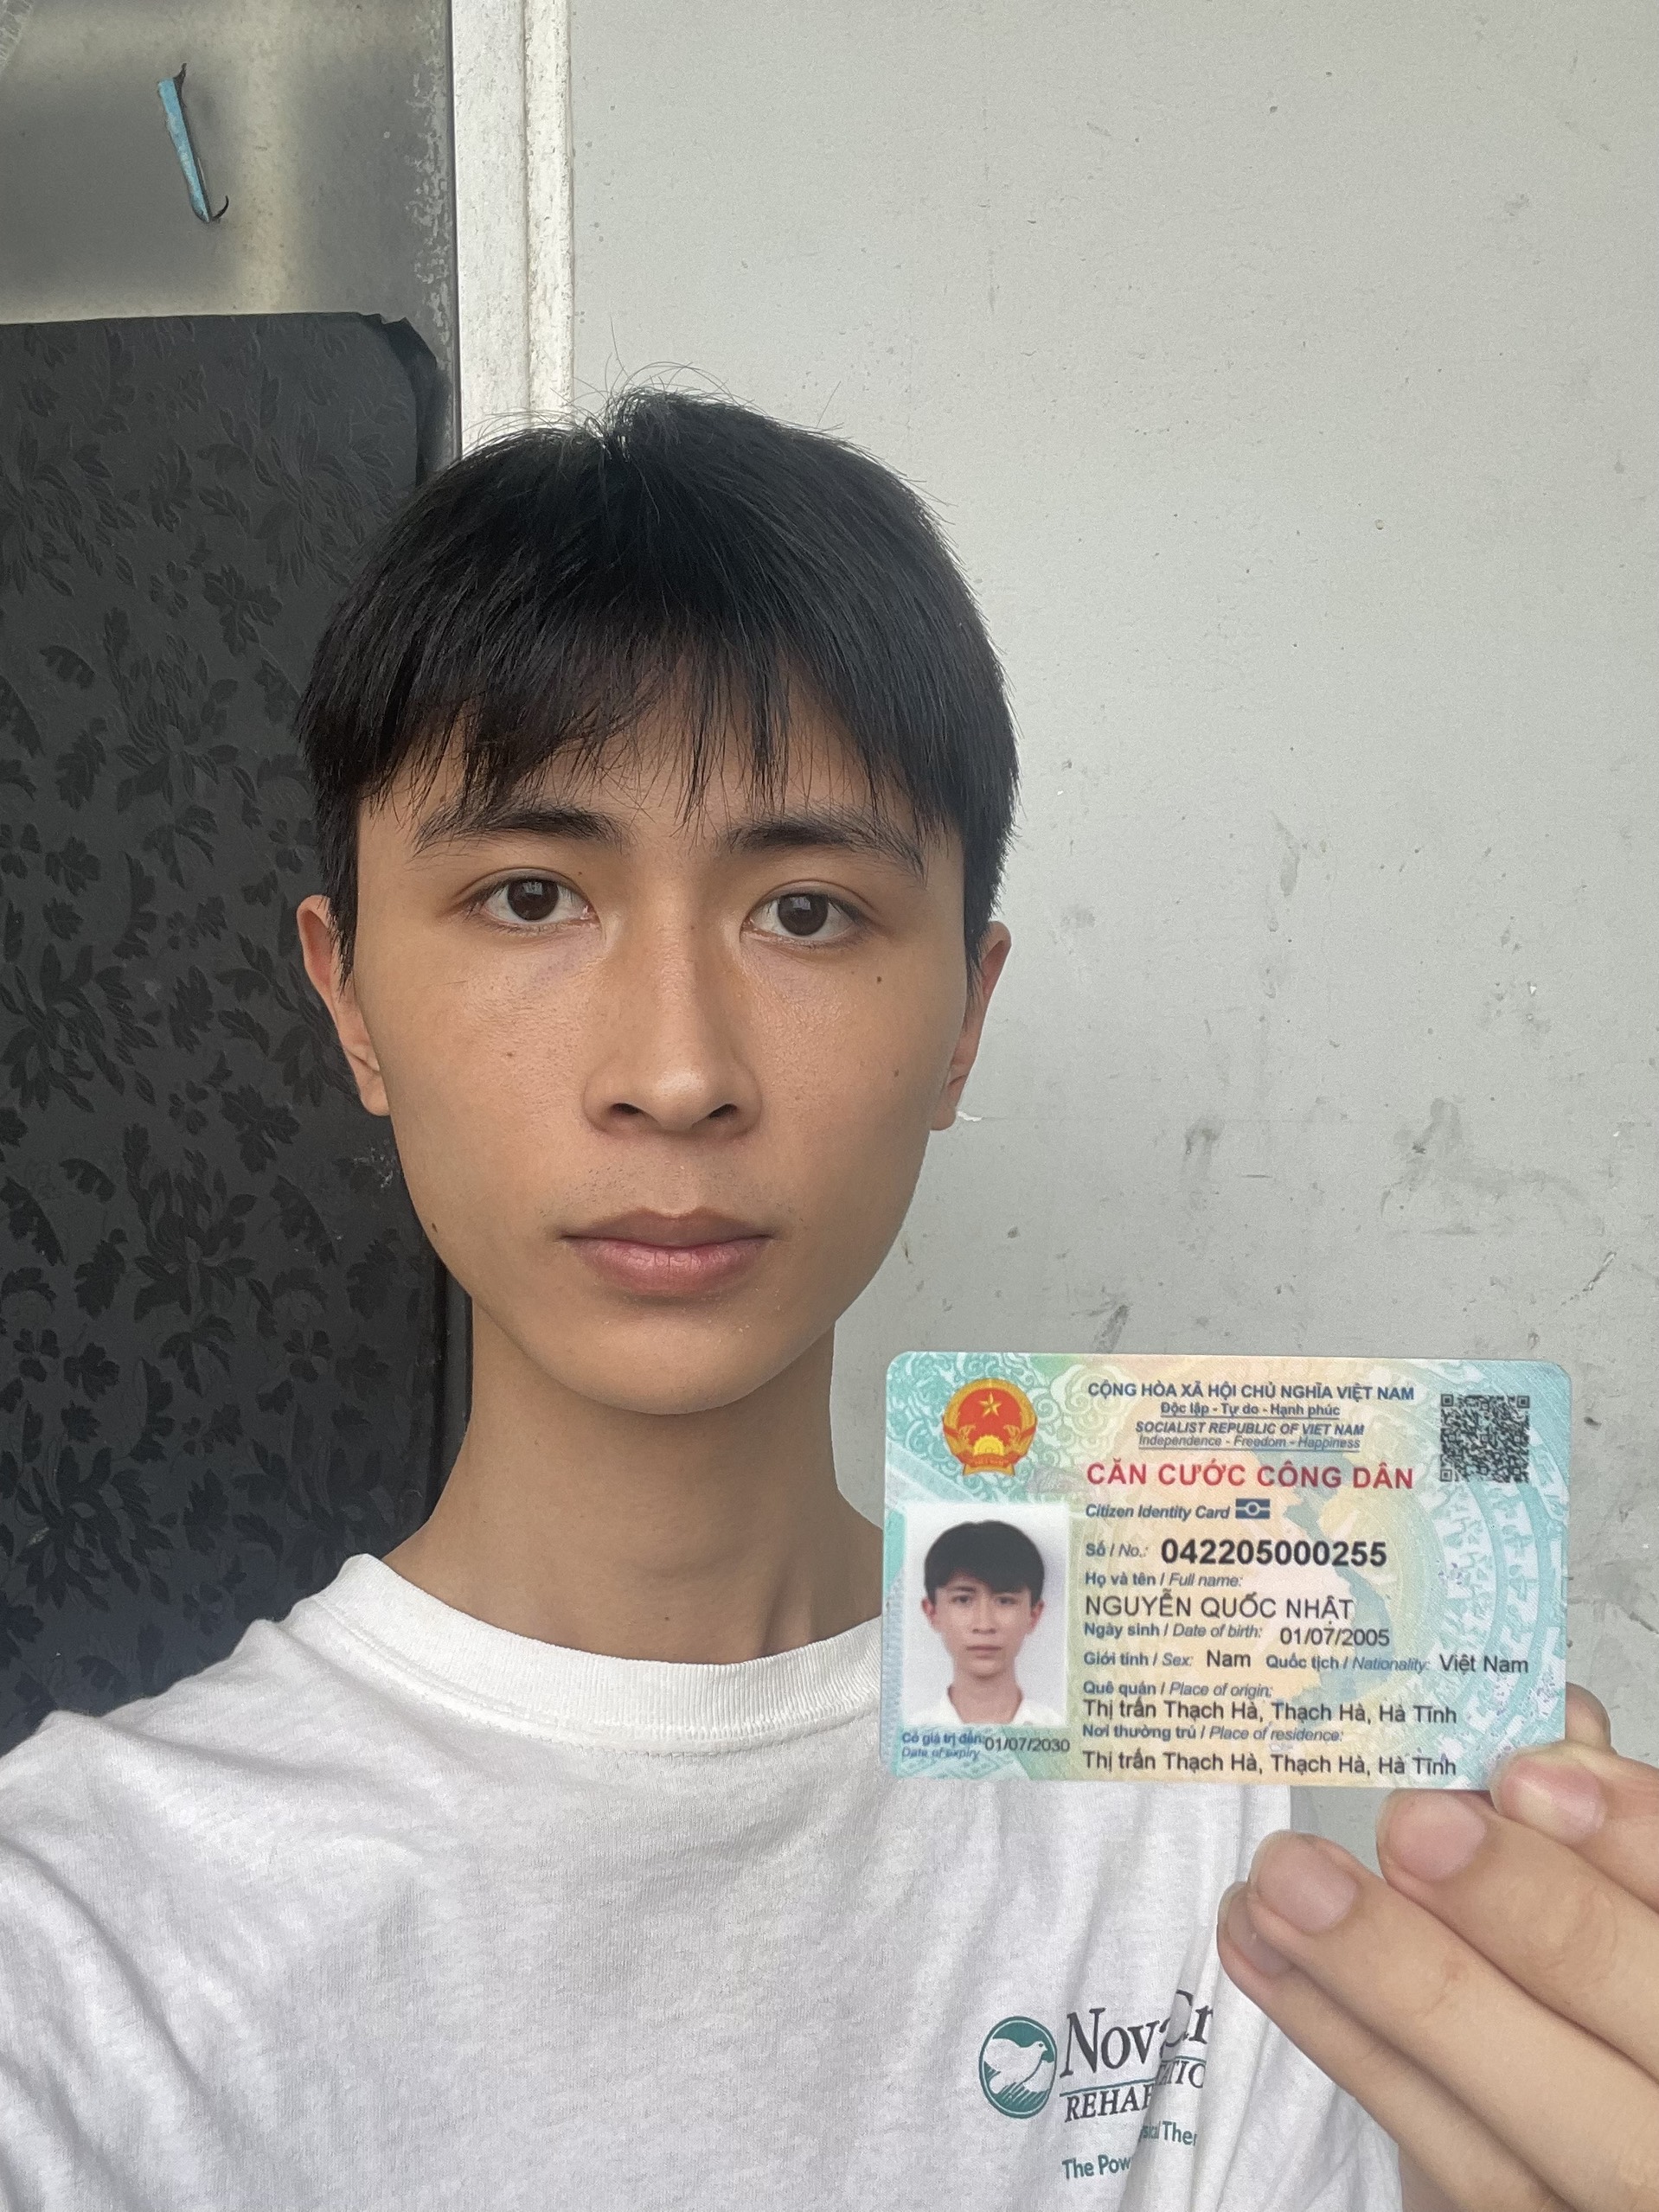 CỘNG HÒA XÃ HỘI CHỦ NGHĨA VIỆT NAM
Độc lập - Tự do - Hạnh phúc
SOCIALIST REPUBLIC OF VIET NAM
Independence - Freedom - Happiness
CĂN CƯỚC CÔNG DÂN
Citizen Identity Card
Số / No.: 042205000255
Họ và tên / Full name:
NGUYỄN QUỐC NHẬT
Ngày sinh / Date of birth: 01/07/2005
Giới tính / Sex: Nam Quốc tịch / Nationality: Việt Nam
Quê quán / Place of origin:
Thị trấn Thạch Hà, Thạch Hà, Hà Tĩnh
Nơi thường trú / Place of residence:
Thị trấn Thạch Hà, Thạch Hà, Hà Tĩnh
Có giá trị đến: 01/07/2030
Date of expiry
The